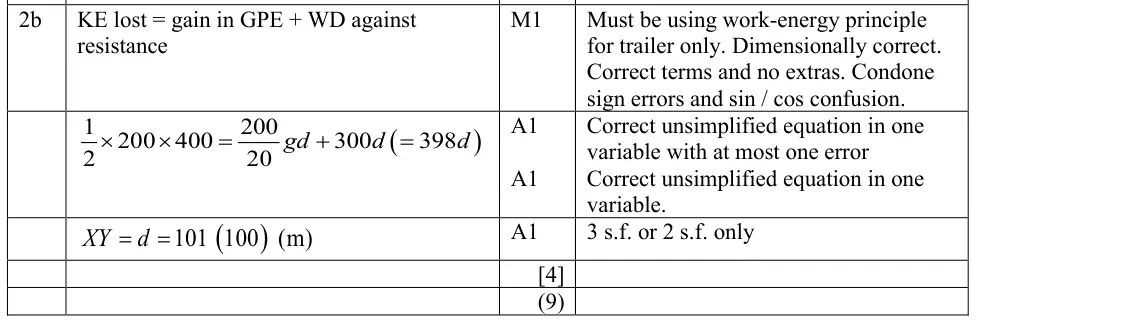 2b KE lost = gain in GPE + WD against M1 Must be using work-energy principle
resistance for trailer only. Dimensionally correct.
Correct terms and no extras. Condone
sign errors and sin / cos confusion.
1/2 × 200 × 400 = 200/20 gd + 300d (= 398d) A1 Correct unsimplified equation in one
variable with at most one error
A1 Correct unsimplified equation in one
variable.
XY = d = 101 (100) (m) A1 3 s.f. or 2 s.f. only
[4]
(9)